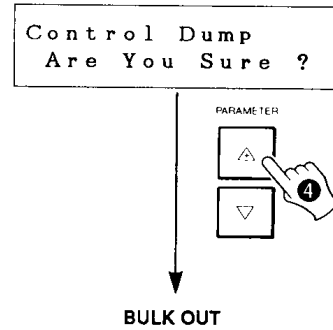 Control Dump
Are You Sure ?
PARAMETER
4
BULK OUT